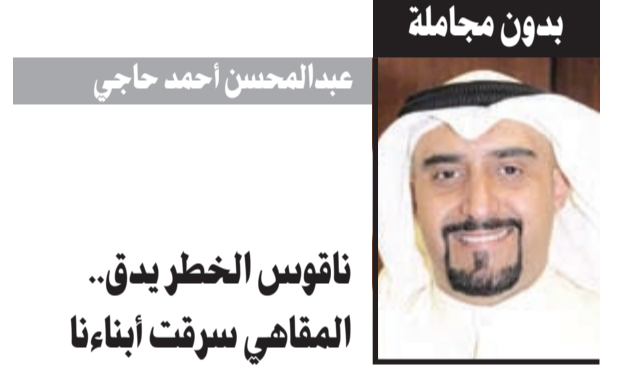 بدون مجاملة
عبدالمحسن أحمد حاجي
ناقوس الخطر يدق..
المقاهي سرقت أبناءنا